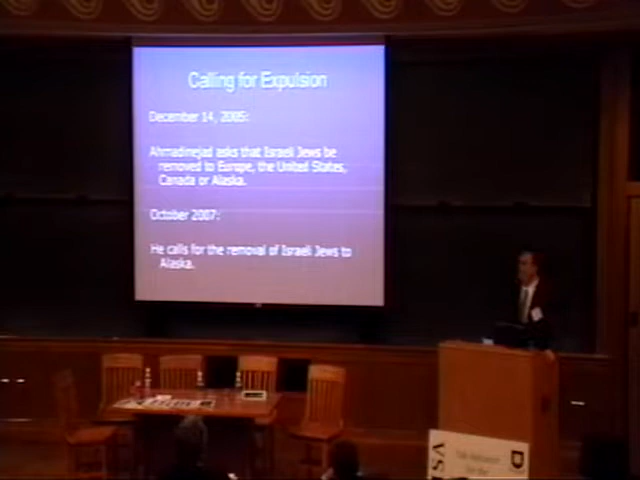 Calling for Expulsion
December 14, 2005:
Ahmadinejad asks that Israeli Jews be
removed to Europe, the United States,
Canada or Alaska.
October 2007:
He calls for the removal of Israeli Jews to
Alaska.
VSA
D